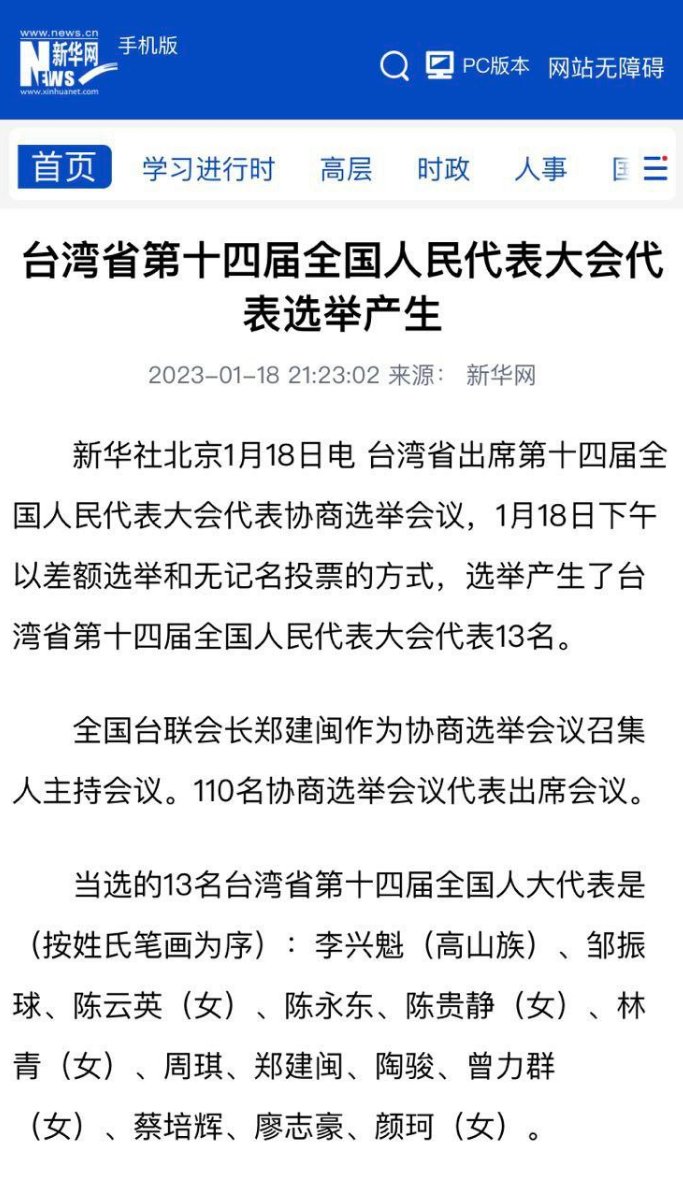 www.news.cn
新华网
NEWS
www.xinhuanet.com
手机版
PC版本
网站无障碍
首页
学习进行时
高层
时政
人事
台湾省第十四届全国人民代表大会代
表选举产生
2023-01-18 21:23:02 来源： 新华网
新华社北京1月18日电 台湾省出席第十四届全
国人民代表大会代表协商选举会议，1月18日下午
以差额选举和无记名投票的方式，选举产生了台
湾省第十四届全国人民代表大会代表13名。
全国台联会长郑建闽作为协商选举会议召集
人主持会议。110名协商选举会议代表出席会议。
当选的13名台湾省第十四届全国人大代表是
（按姓氏笔画为序）：李兴魁（高山族）、邹振
球、陈云英（女）、陈永东、陈贵静（女）、林
青（女）、周琪、郑建闽、陶骏、曾力群
（女）、蔡培辉、廖志豪、颜珂（女）。